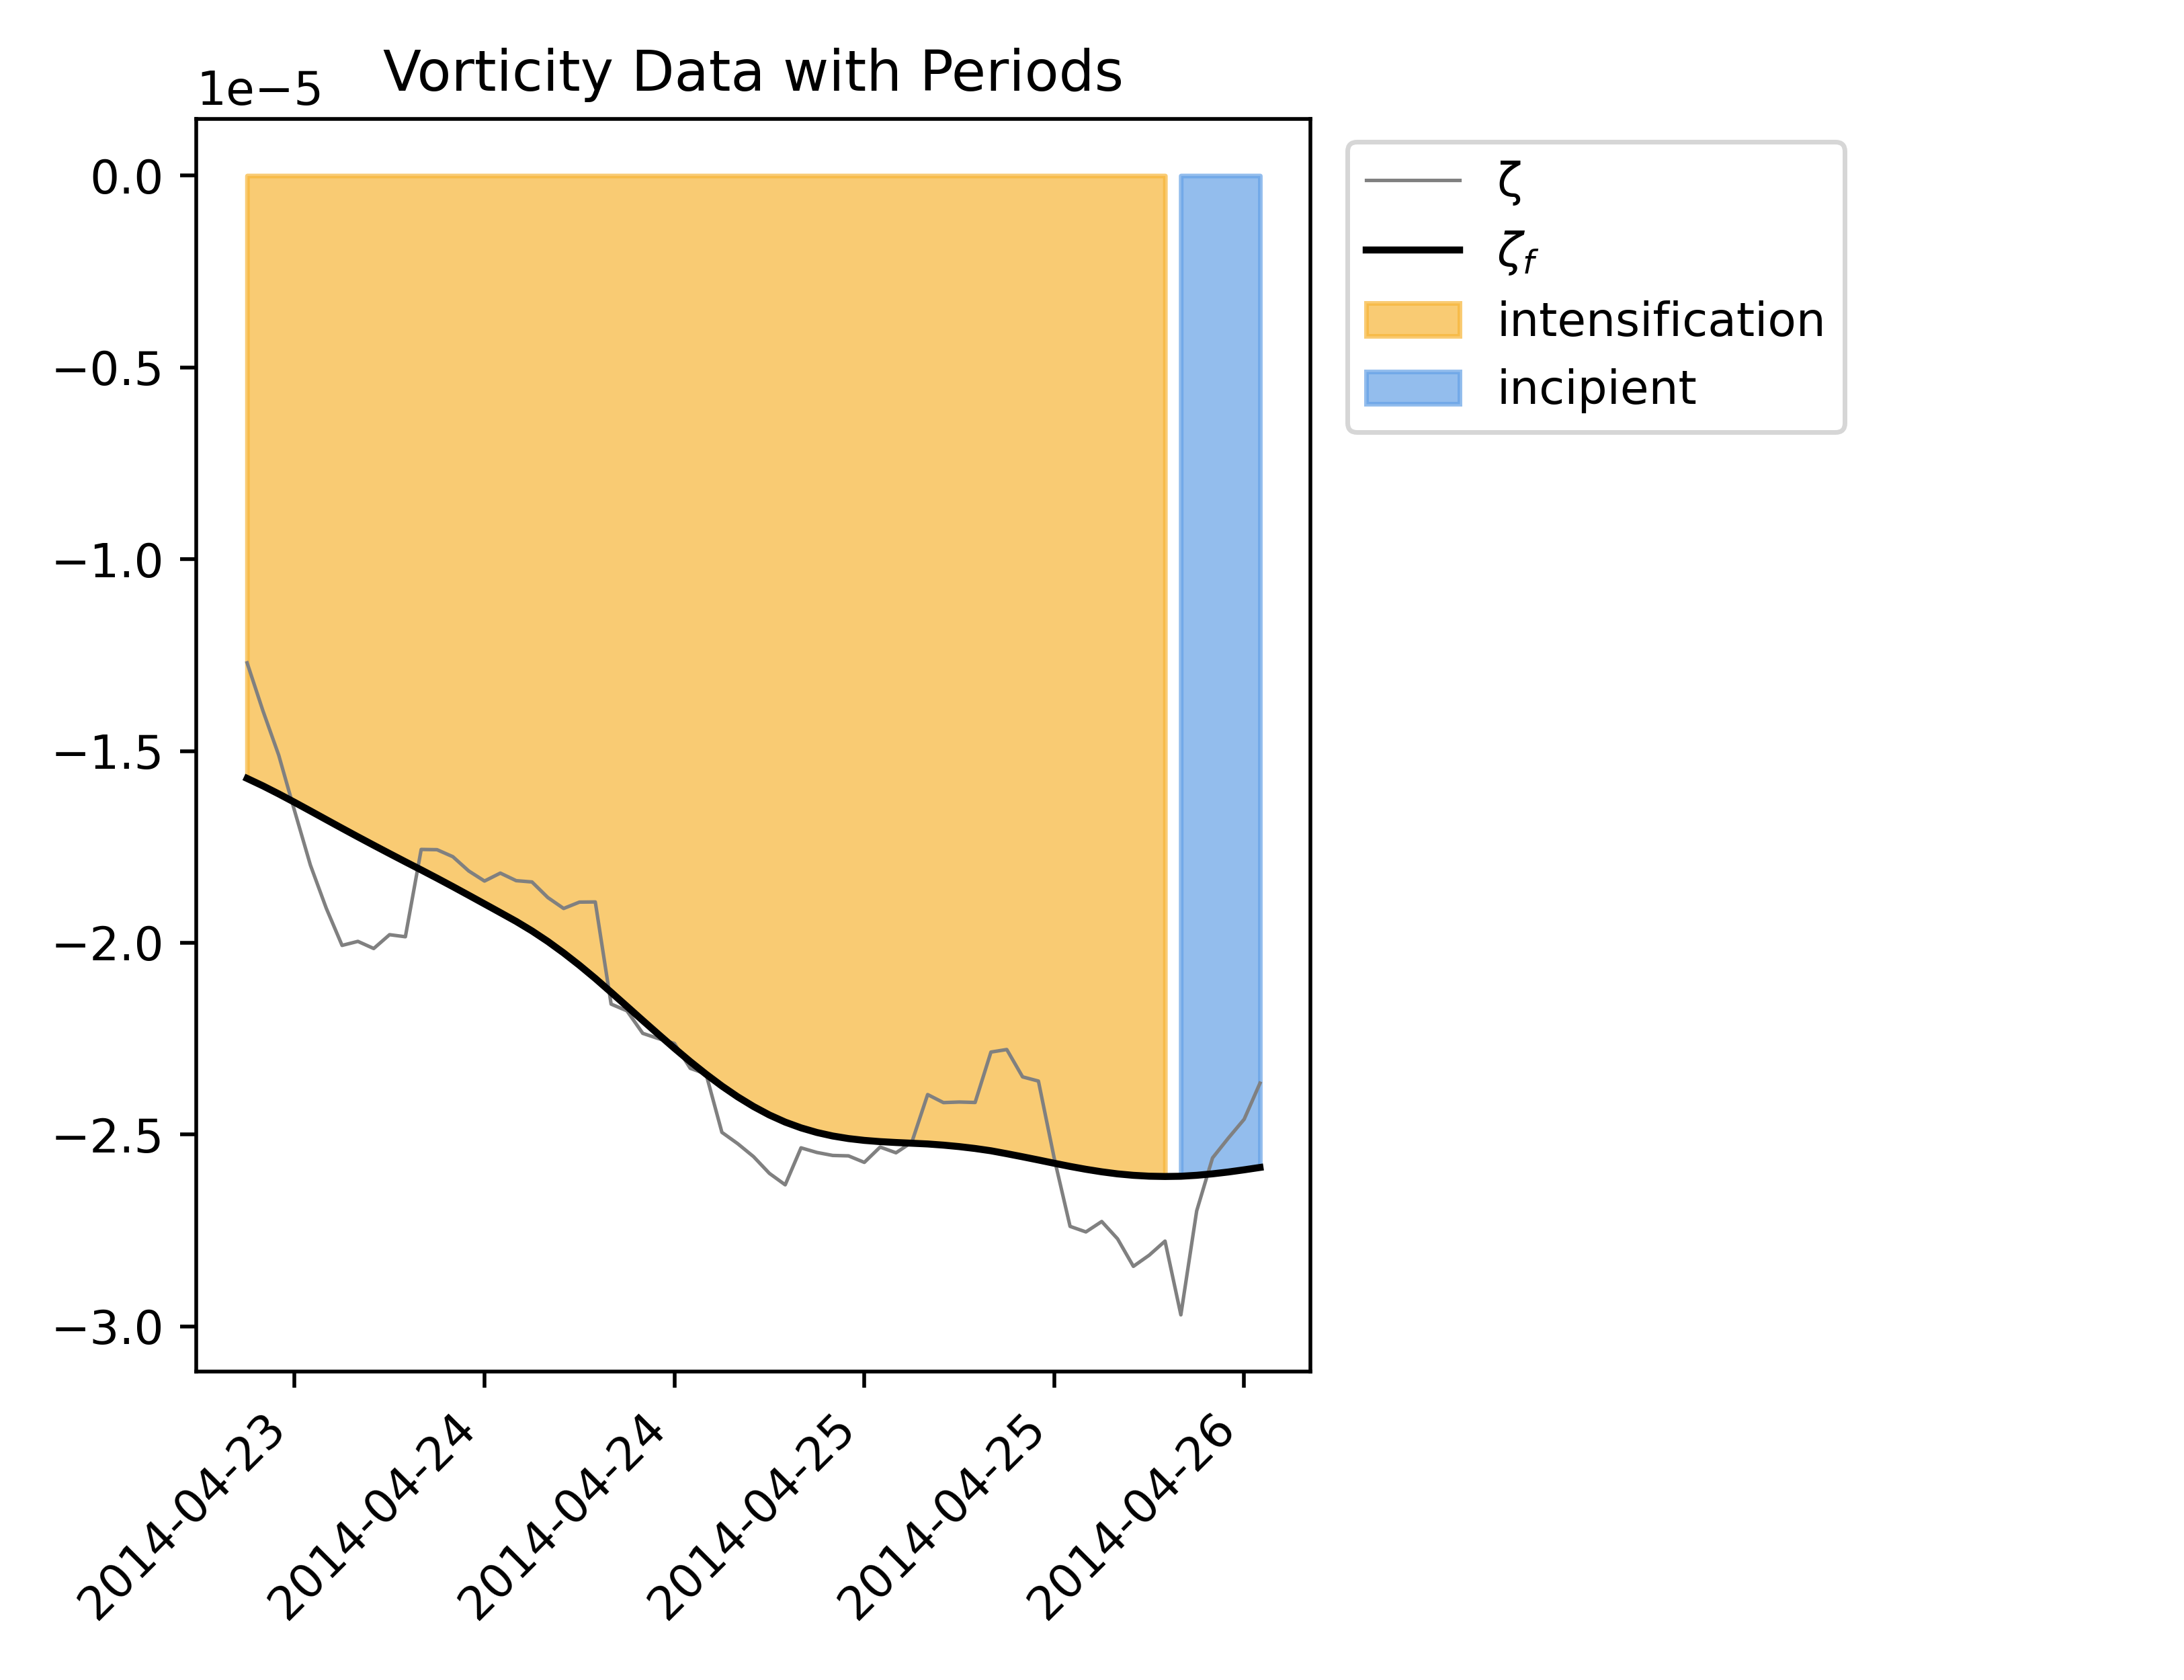 Vorticity Data with Periods
1e−5
0.0
−0.5
−1.0
−1.5
−2.0
−2.5
−3.0
2014-04-23
2014-04-24
2014-04-24
2014-04-25
2014-04-25
2014-04-26
ζ
ζf
intensification
incipient